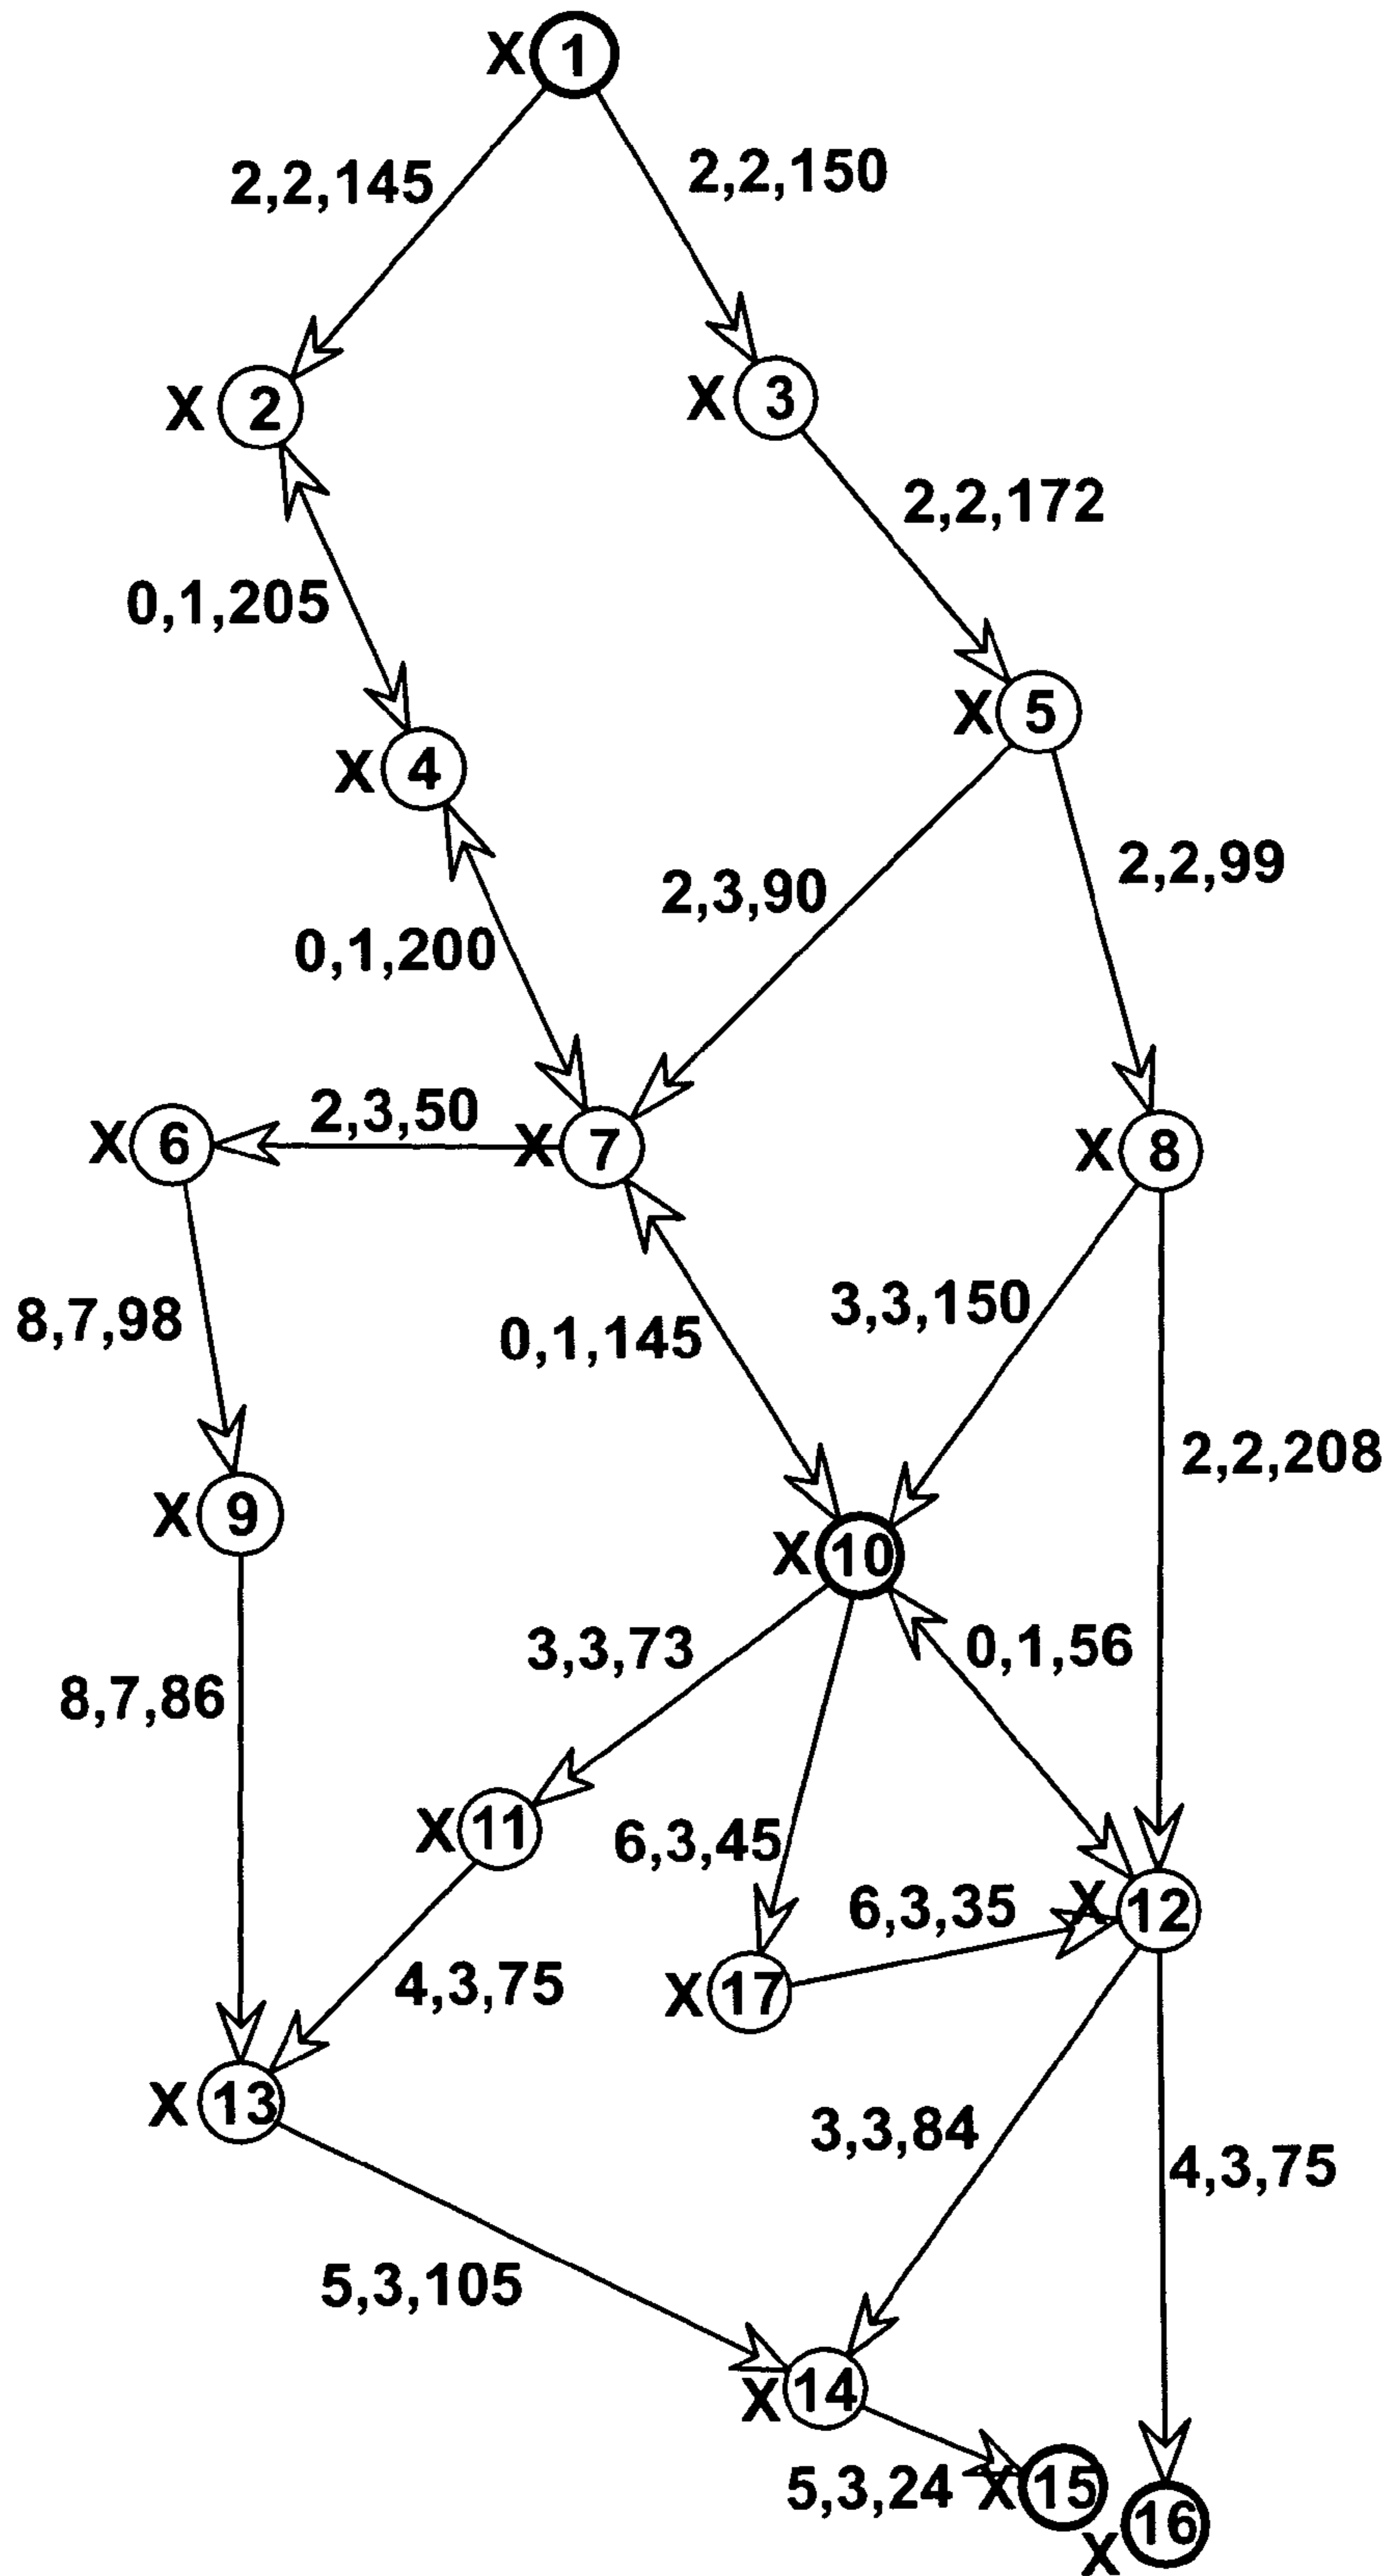 X 1
2,2,145
2,2,150
X 2
X 3
2,2,172
0,1,205
X 5
X 4
2,2,99
2,3,90
0,1,200
2,3,50
X 6
X 7
X 8
8,7,98
0,1,145
3,3,150
2,2,208
X 9
X 10
3,3,73
0,1,56
8,7,86
X 11
6,3,45
6,3,35
X 12
4,3,75
X 17
X 13
3,3,84
4,3,75
5,3,105
X 14
5,3,24
X 15
X 16